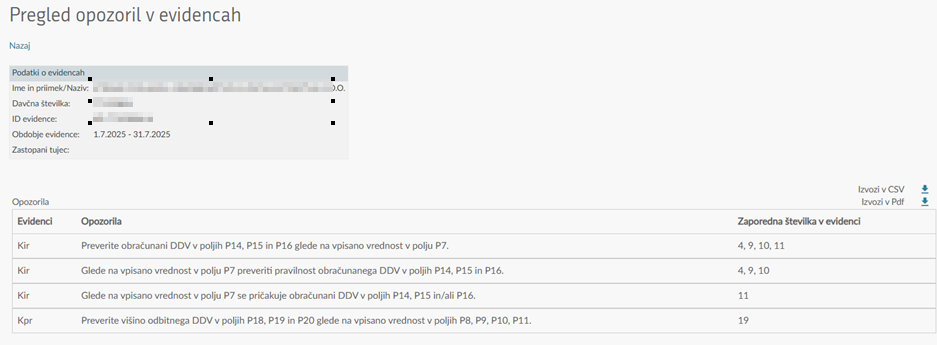 Pregled opozoril v evidencah
Nazaj
Podatki o evidencah
Ime in priimek/Naziv: O.O.
Davčna številka:
ID evidence:
Obdobje evidence: 1.7.2025 - 31.7.2025
Zastopani tujec:
Izvozi v CSV
Opozorila Izvozi v Pdf
Evidenci Opozorila Zaporedna številka v evidenci
Kir Preverite obračunani DDV v poljih P14, P15 in P16 glede na vpisano vrednost v polju P7. 4, 9, 10, 11
Kir Glede na vpisano vrednost v polju P7 preveriti pravilnost obračunanega DDV v poljih P14, P15 in P16. 4, 9, 10
Kir Glede na vpisano vrednost v polju P7 se pričakuje obračunani DDV v poljih P14, P15 in/ali P16. 11
Kpr Preverite višino odbitnega DDV v poljih P18, P19 in P20 glede na vpisano vrednost v poljih P8, P9, P10, P11. 19